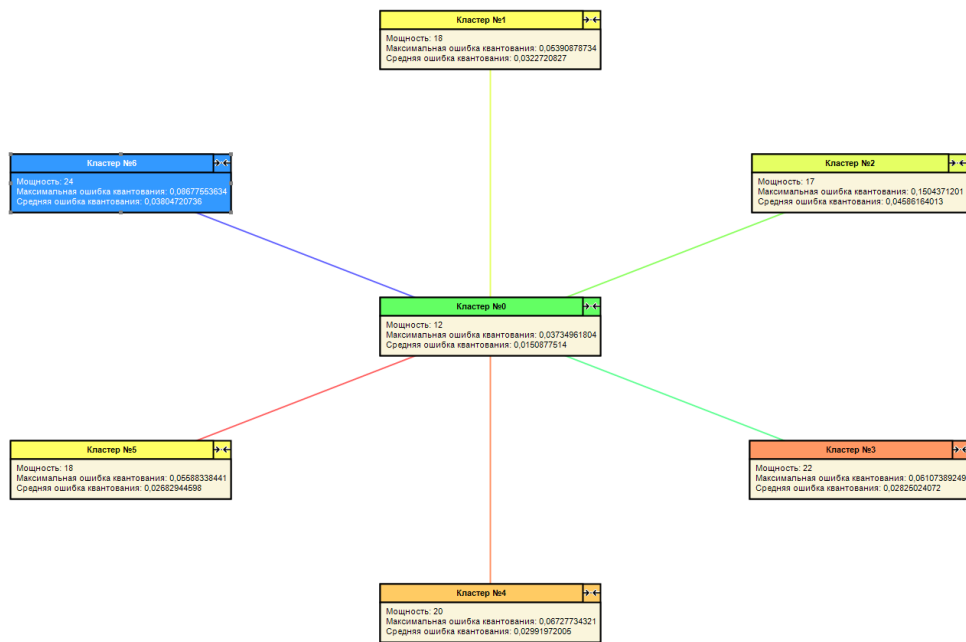 Кластер №1
Мощность: 18
Максимальная ошибка квантования: 0,05390878734
Средняя ошибка квантования: 0,0322720827
Кластер №6
Мощность: 24
Максимальная ошибка квантования: 0,08677553634
Средняя ошибка квантования: 0,03804720736
Кластер №2
Мощность: 17
Максимальная ошибка квантования: 0,1504371201
Средняя ошибка квантования: 0,04586164013
Кластер №0
Мощность: 12
Максимальная ошибка квантования: 0,03734961804
Средняя ошибка квантования: 0,0150877514
Кластер №5
Мощность: 18
Максимальная ошибка квантования: 0,05588338441
Средняя ошибка квантования: 0,02682944598
Кластер №3
Мощность: 22
Максимальная ошибка квантования: 0,06107389249
Средняя ошибка квантования: 0,02825024072
Кластер №4
Мощность: 20
Максимальная ошибка квантования: 0,06727734321
Средняя ошибка квантования: 0,02991972005